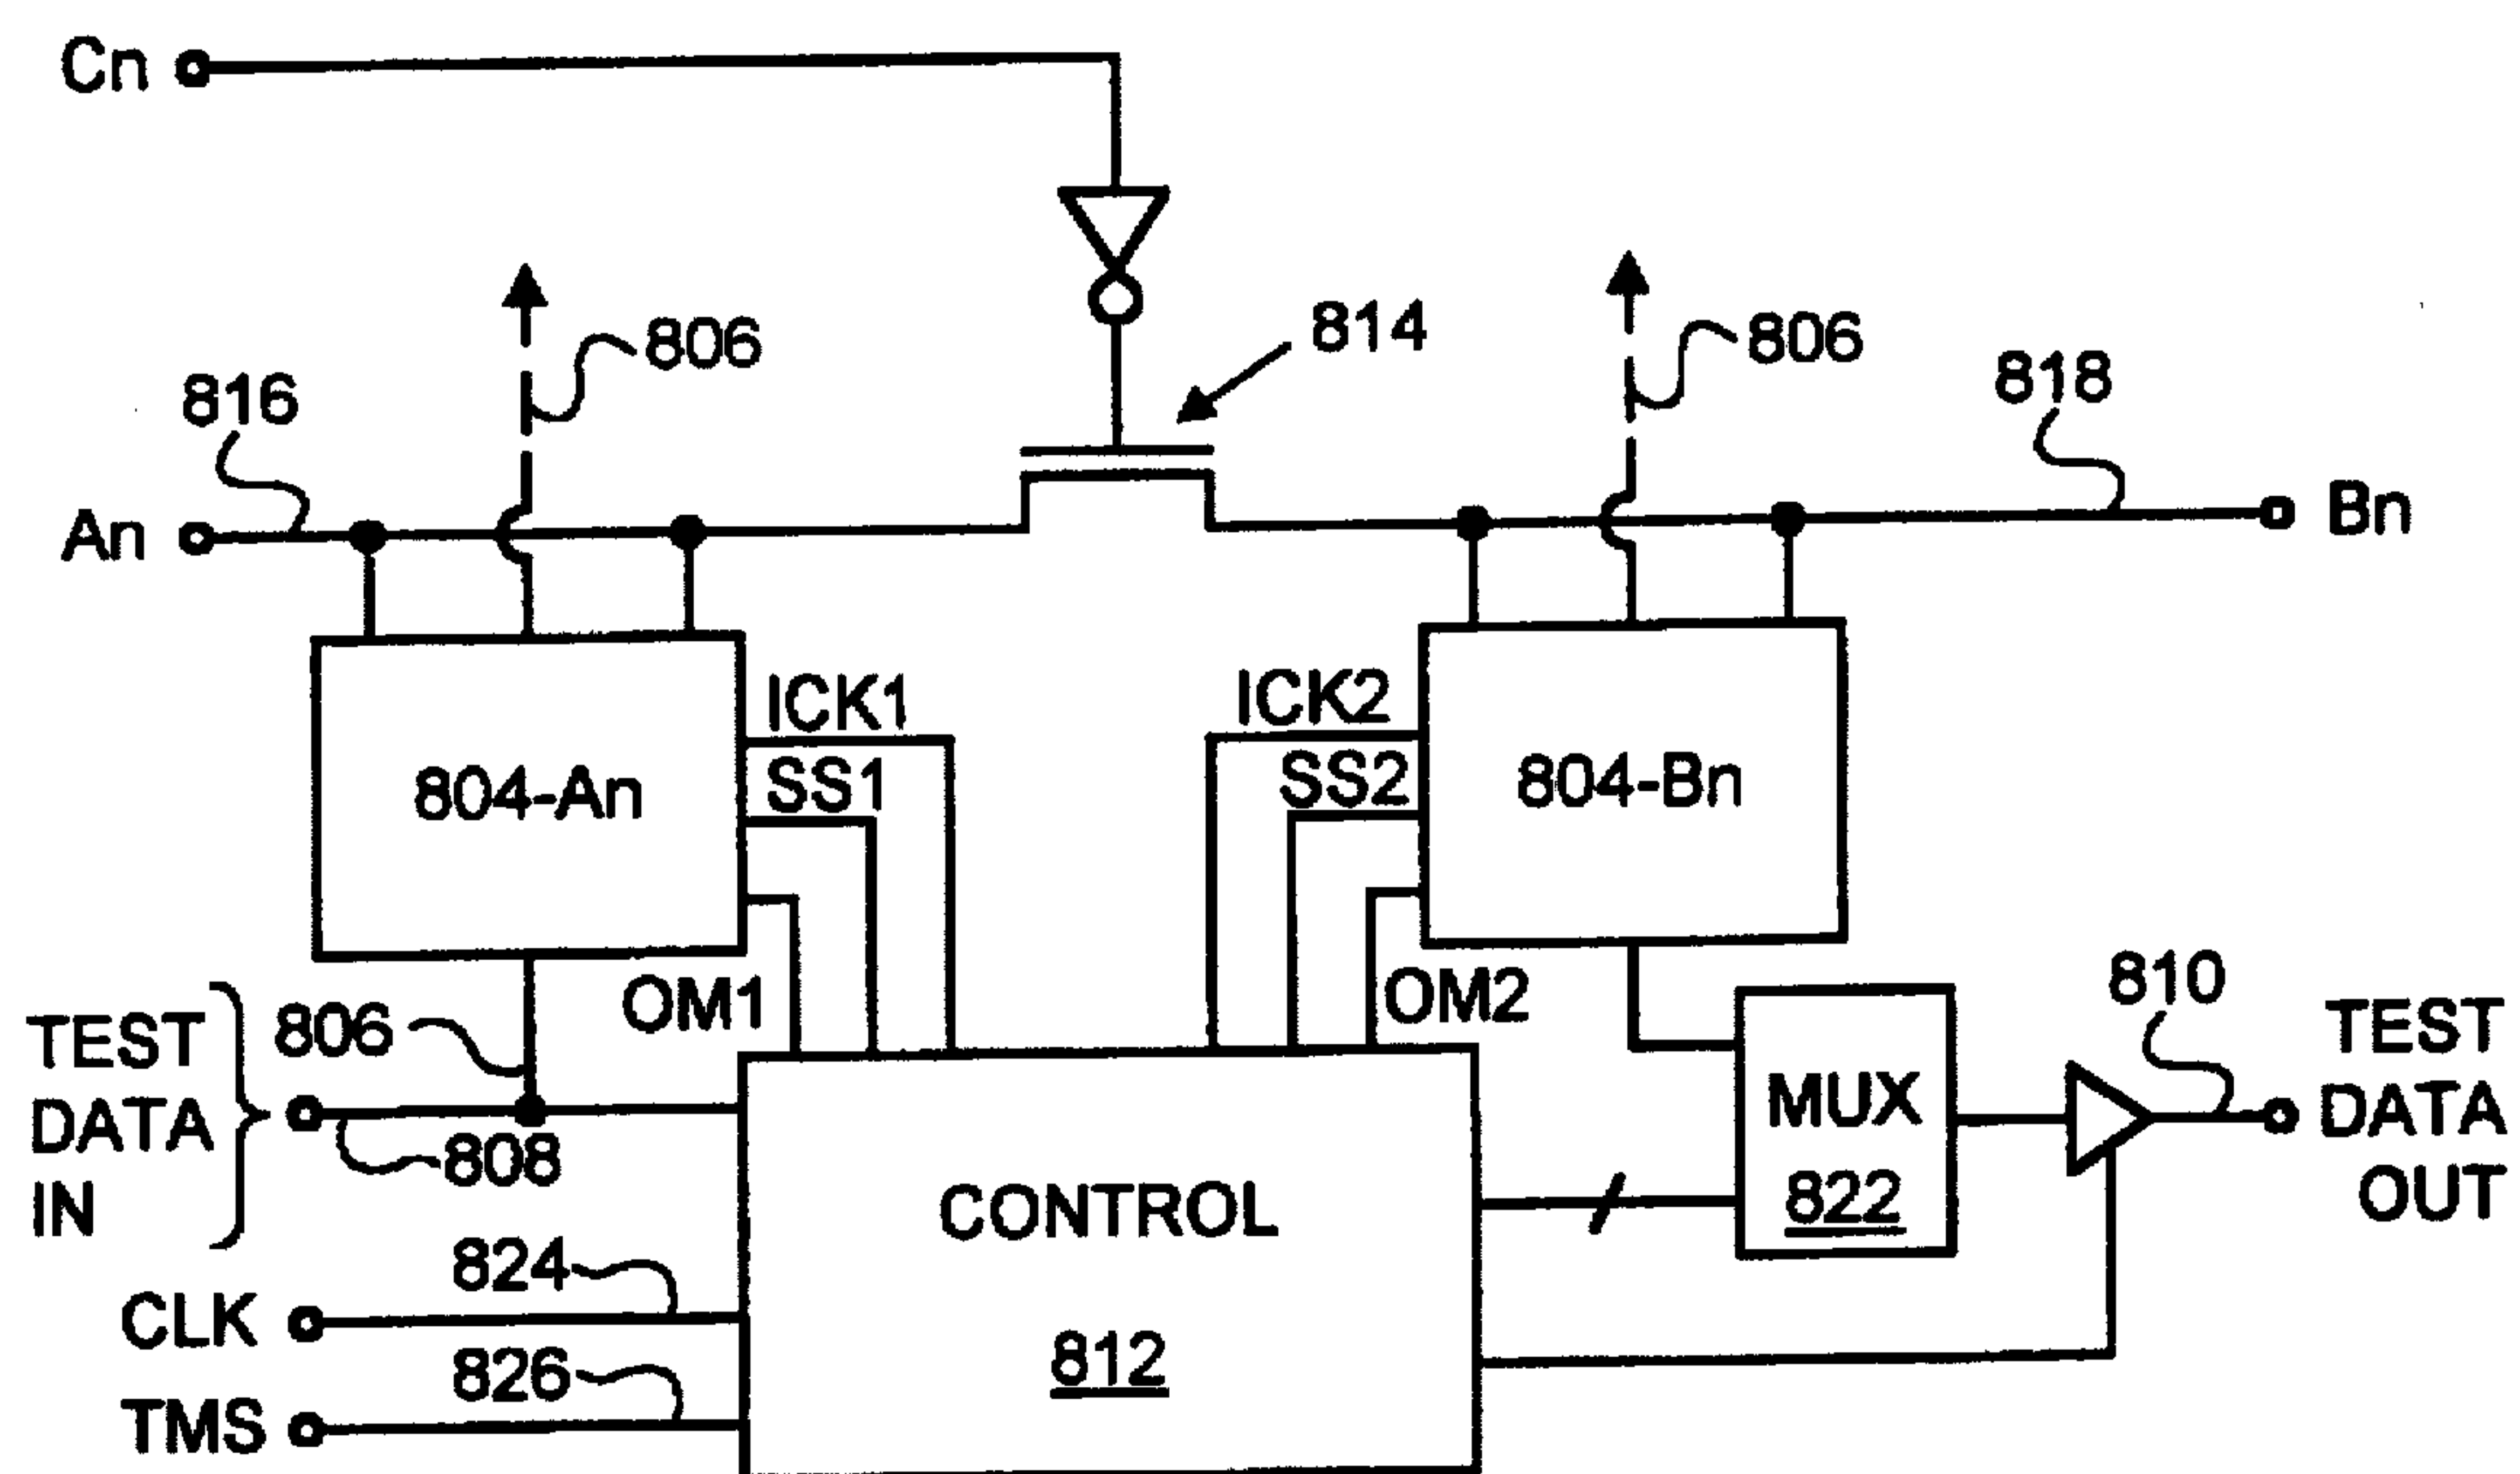 Cn
806
814
806
818
816
An
Bn
ICK1
SS1
804-An
ICK2
SS2
804-Bn
OM1
OM2
TEST
DATA
IN
806
808
810
TEST
DATA
OUT
MUX
822
CONTROL
812
824
CLK
826
TMS